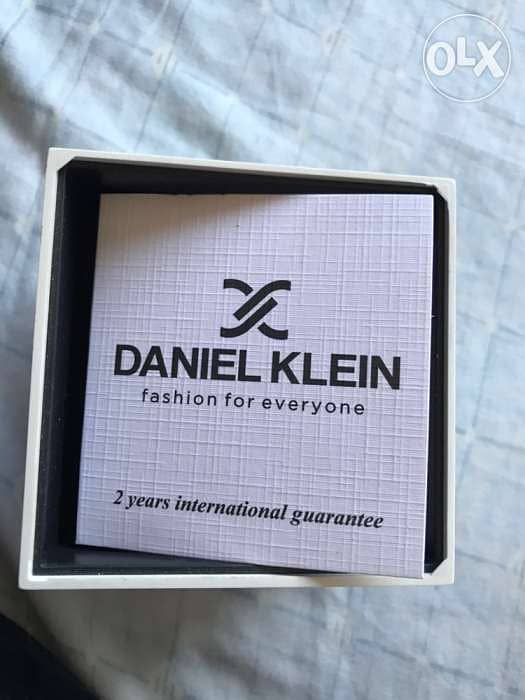 OLX
DANIEL KLEIN
fashion for everyone
2 years international guarantee